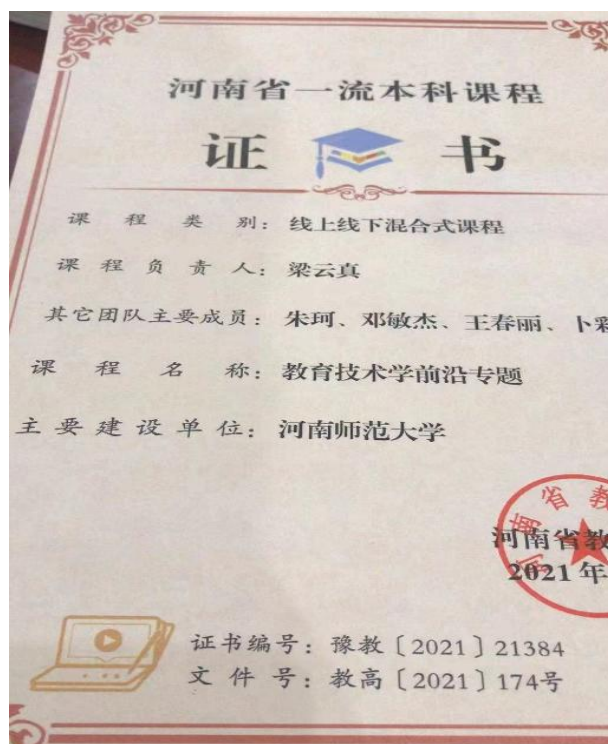 河南省一流本科课程
证书
课程类别：线上线下混合式课程
课程负责人：梁云真
其它团队主要成员：朱珂、邓敏杰、王春丽、卜彩
课程名称：教育技术学前沿专题
主要建设单位：河南师范大学
河南省教
河南省教
2021年
证书编号：豫教〔2021〕21384
文件号：教高〔2021〕174号